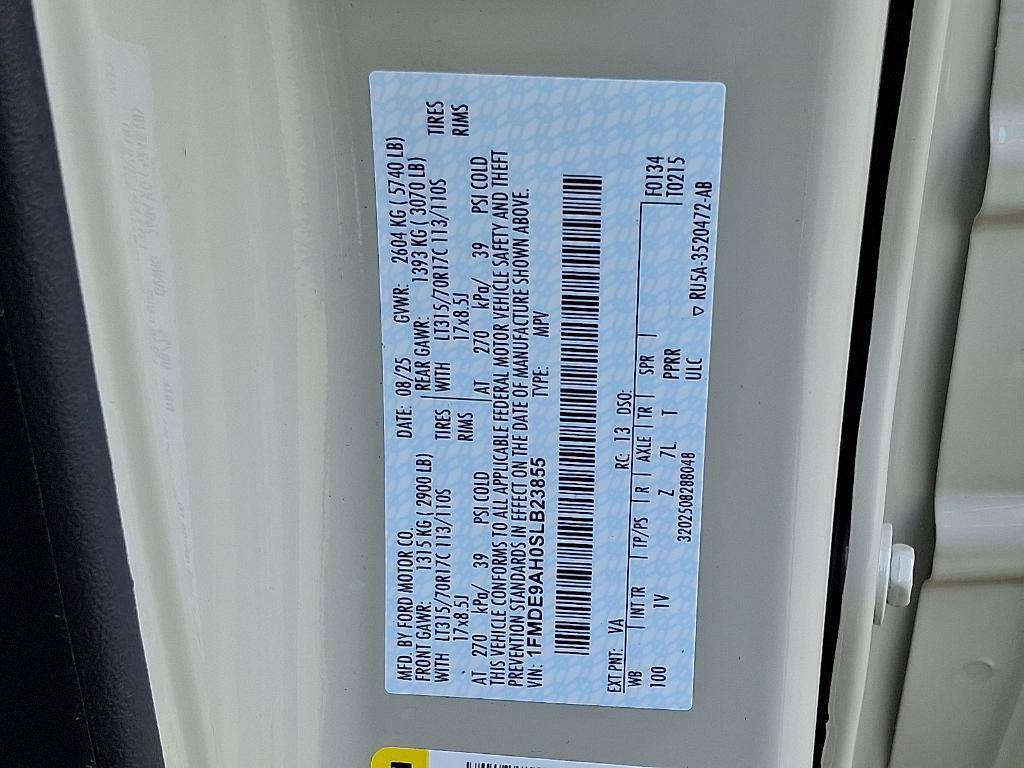 MFD BY FORD MOTOR CO. DATE: 08/25 GVWR: 2604 KG ( 5740 LB)
FRONT GAWR: 1315 KG ( 2900 LB) REAR GAWR: 1393 KG ( 3070 LB)
WITH LT315/70R17C 113/110S TIRES WITH LT315/70R17C 113/110S TIRES
17x8.5J RIMS 17x8.5J RIMS
AT 270 kPa/ 39 PSI COLD AT 270 kPa/ 39 PSI COLD
THIS VEHICLE CONFORMS TO ALL APPLICABLE FEDERAL MOTOR VEHICLE SAFETY AND THEFT
PREVENTION STANDARDS IN EFFECT ON THE DATE OF MANUFACTURE SHOWN ABOVE.
VIN: 1FMDE9AH0SLB23855 TYPE: MPV
EXT PNT: VA RC: 13 DSO:
WB INT TR TP/PS R AXLE TR SPR F0134
100 1V Z 7L T PPRR T0215
320250828B048 ULC
▽ RU5A-3520472-AB